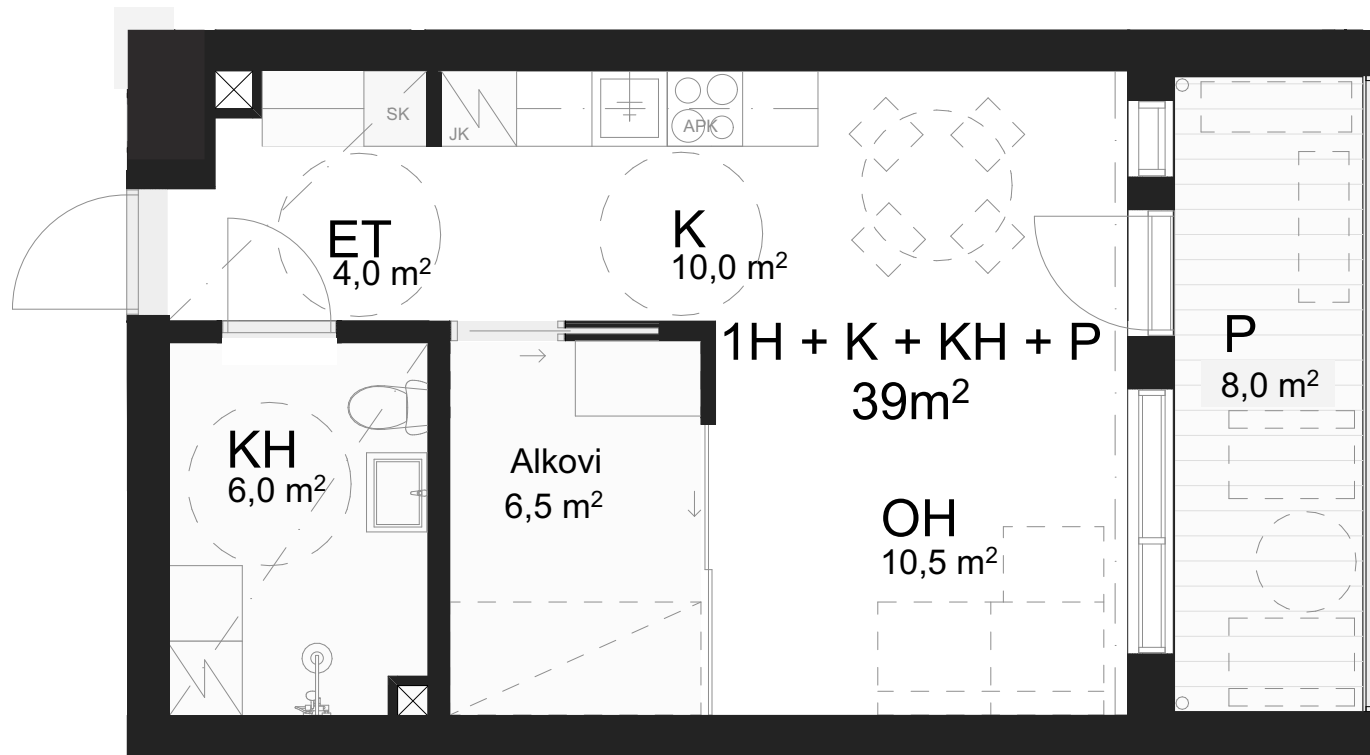 SK
JK
APK
ET
4,0 m²
K
10,0 m²
1H + K + KH + P
39m²
P
8,0 m²
KH
6,0 m²
Alkovi
6,5 m²
OH
10,5 m²